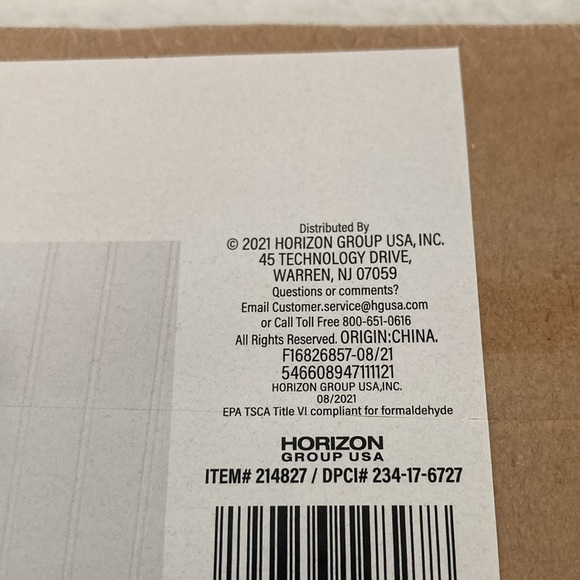 Distributed By
© 2021 HORIZON GROUP USA, INC.
45 TECHNOLOGY DRIVE,
WARREN, NJ 07059
Questions or comments?
Email Customer.service@hgusa.com
or Call Toll Free 800-651-0616
All Rights Reserved. ORIGIN:CHINA.
F16826857-08/21
546608947111121
HORIZON GROUP USA,INC.
08/2021
EPA TSCA Title VI compliant for formaldehyde
HORIZON
GROUP USA
ITEM# 214827 / DPCI# 234-17-6727